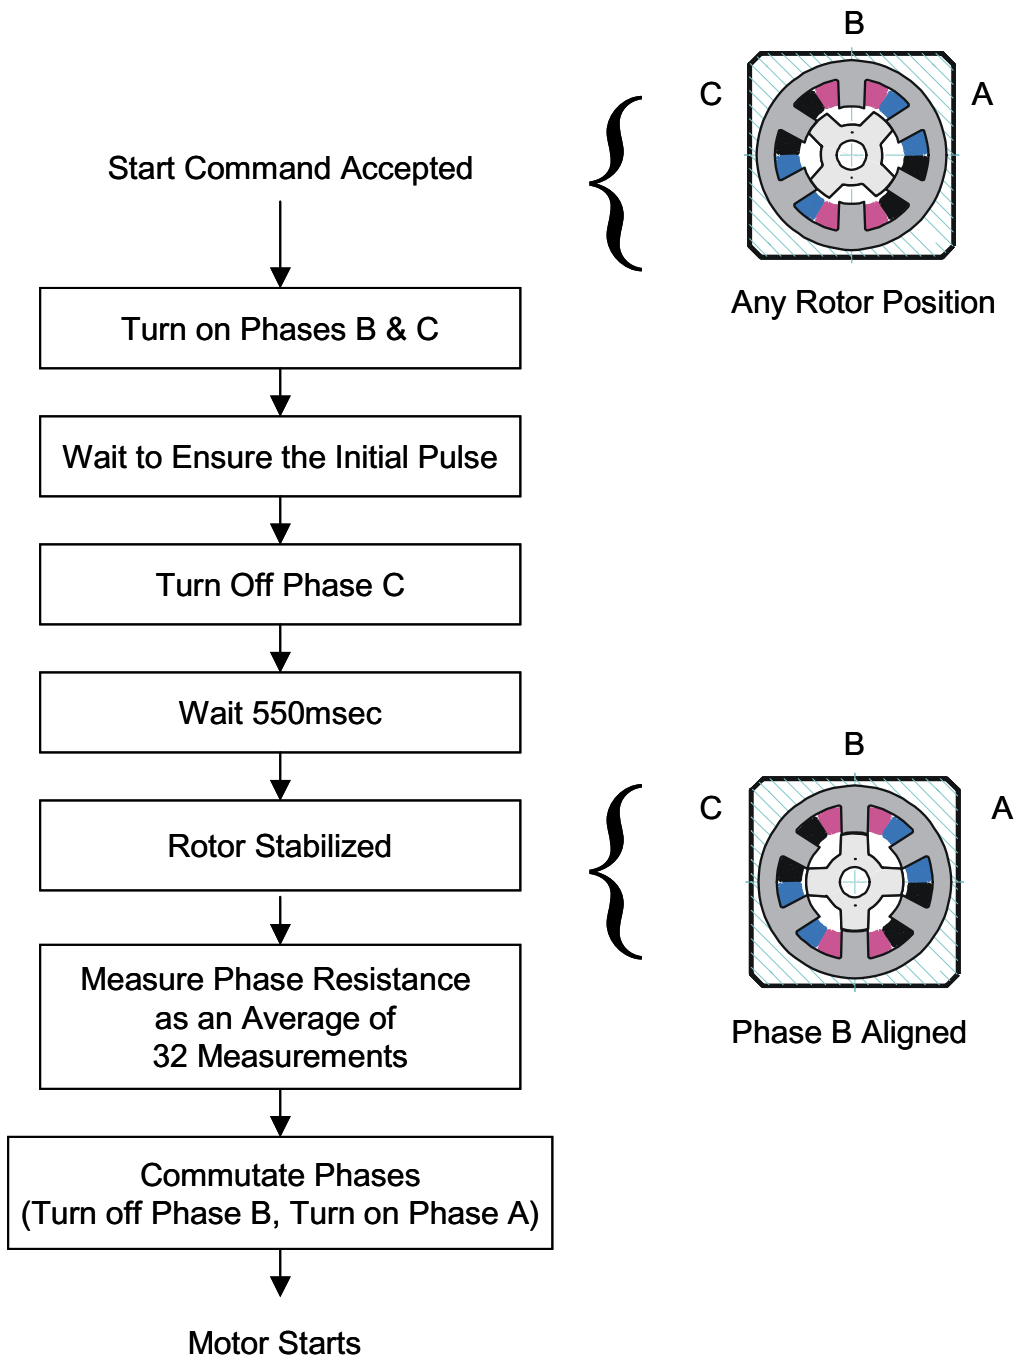 B
C
A
Start Command Accepted
Any Rotor Position
Turn on Phases B & C
Wait to Ensure the Initial Pulse
Turn Off Phase C
Wait 550msec
B
C
A
Rotor Stabilized
Measure Phase Resistance
as an Average of
32 Measurements
Phase B Aligned
Commutate Phases
(Turn off Phase B, Turn on Phase A)
Motor Starts